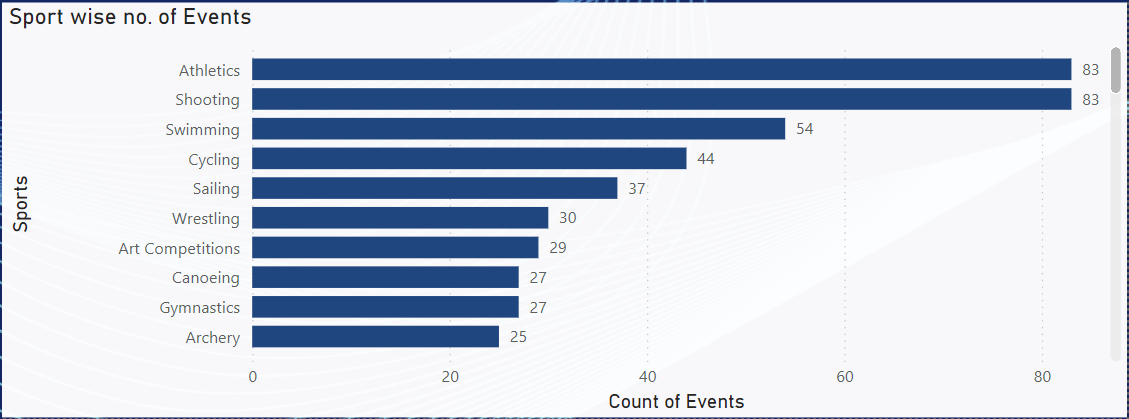 Sport wise no. of Events
Sports
Athletics 83
Shooting 83
Swimming 54
Cycling 44
Sailing 37
Wrestling 30
Art Competitions 29
Canoeing 27
Gymnastics 27
Archery 25
0 20 40 60 80
Count of Events